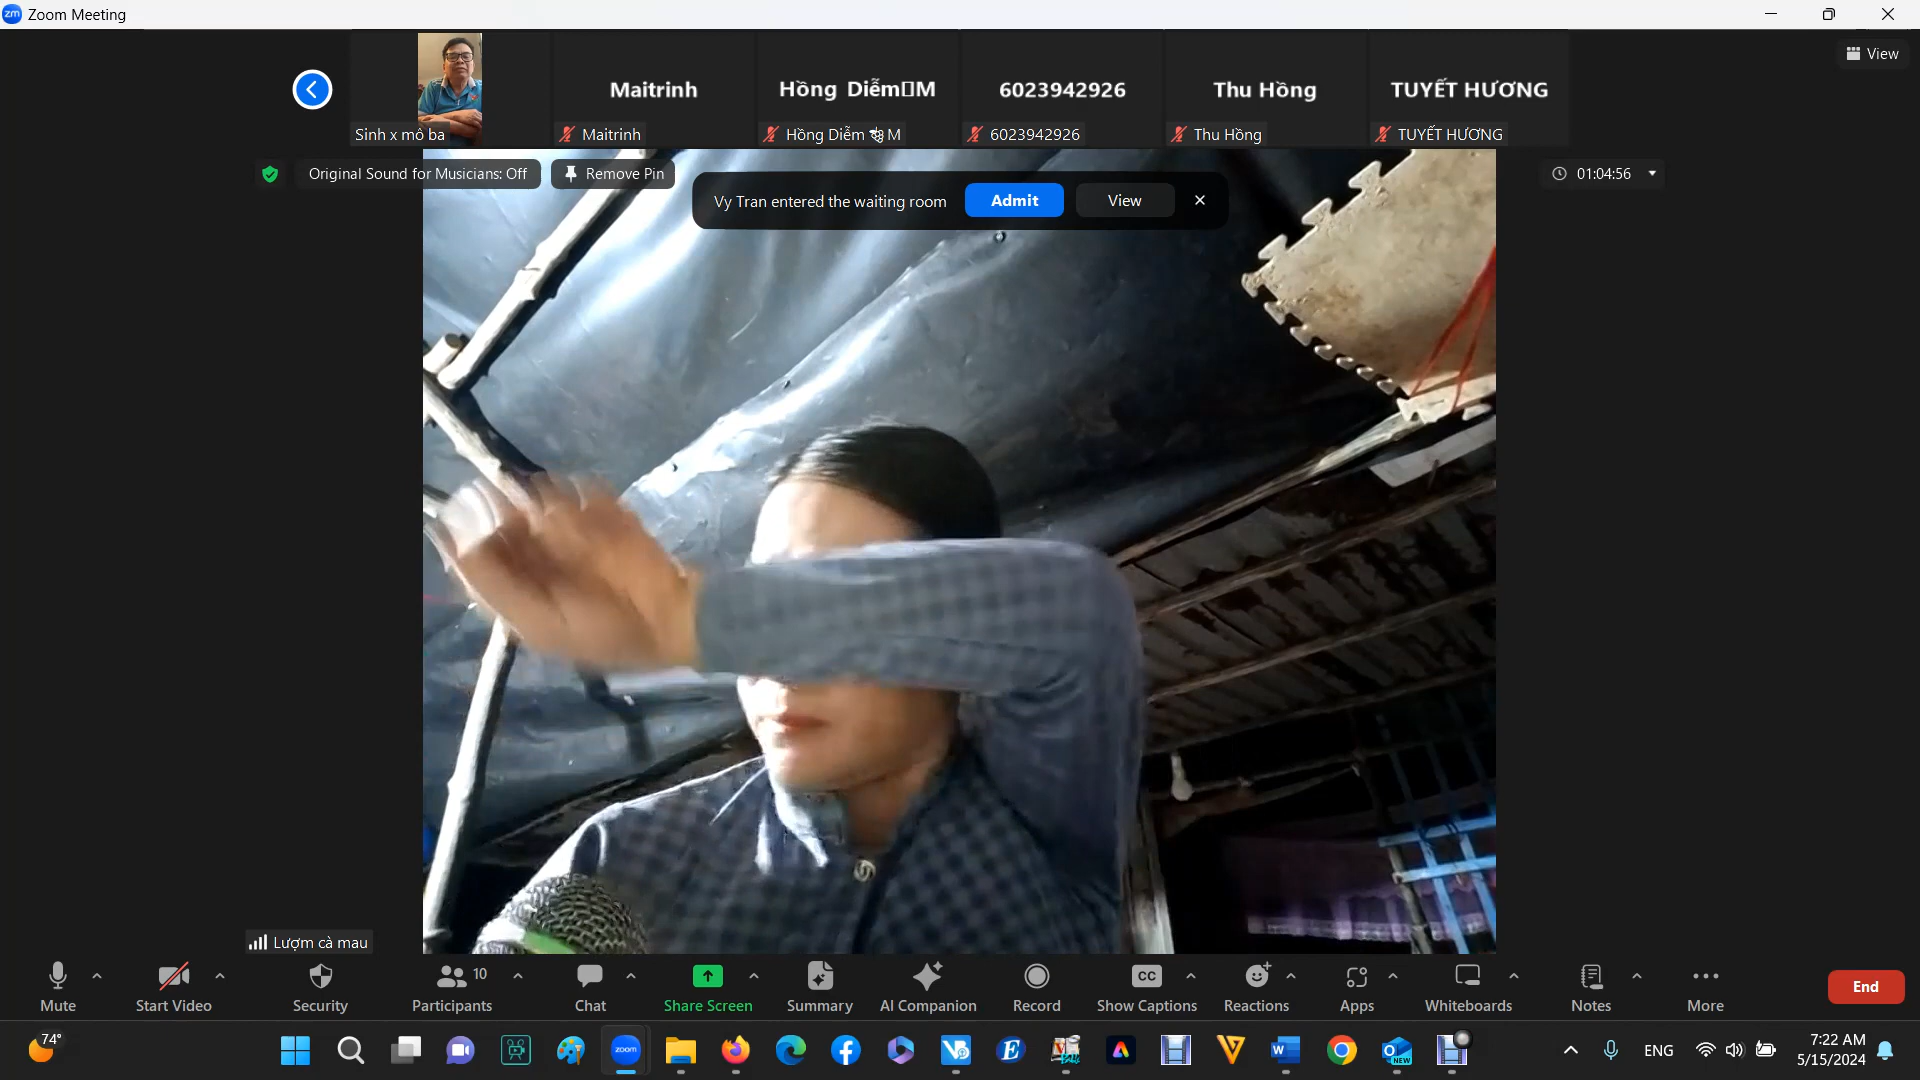 Zoom Meeting
View
Maitrinh
Hồng Diễm M
6023942926
Thu Hồng
TUYẾT HƯƠNG
Sinh x mô ba
Maitrinh
Hồng Diễm M
6023942926
Thu Hồng
TUYẾT HƯƠNG
Original Sound for Musicians: Off
Remove Pin
Vy Tran entered the waiting room
Admit
View
01:04:56
Lượm cà mau
Mute
Start Video
Security
Participants
10
Chat
Share Screen
Summary
AI Companion
Record
CC
Show Captions
Reactions
Apps
Whiteboards
Notes
More
End
74°
zoom
ENG
7:22 AM
5/15/2024